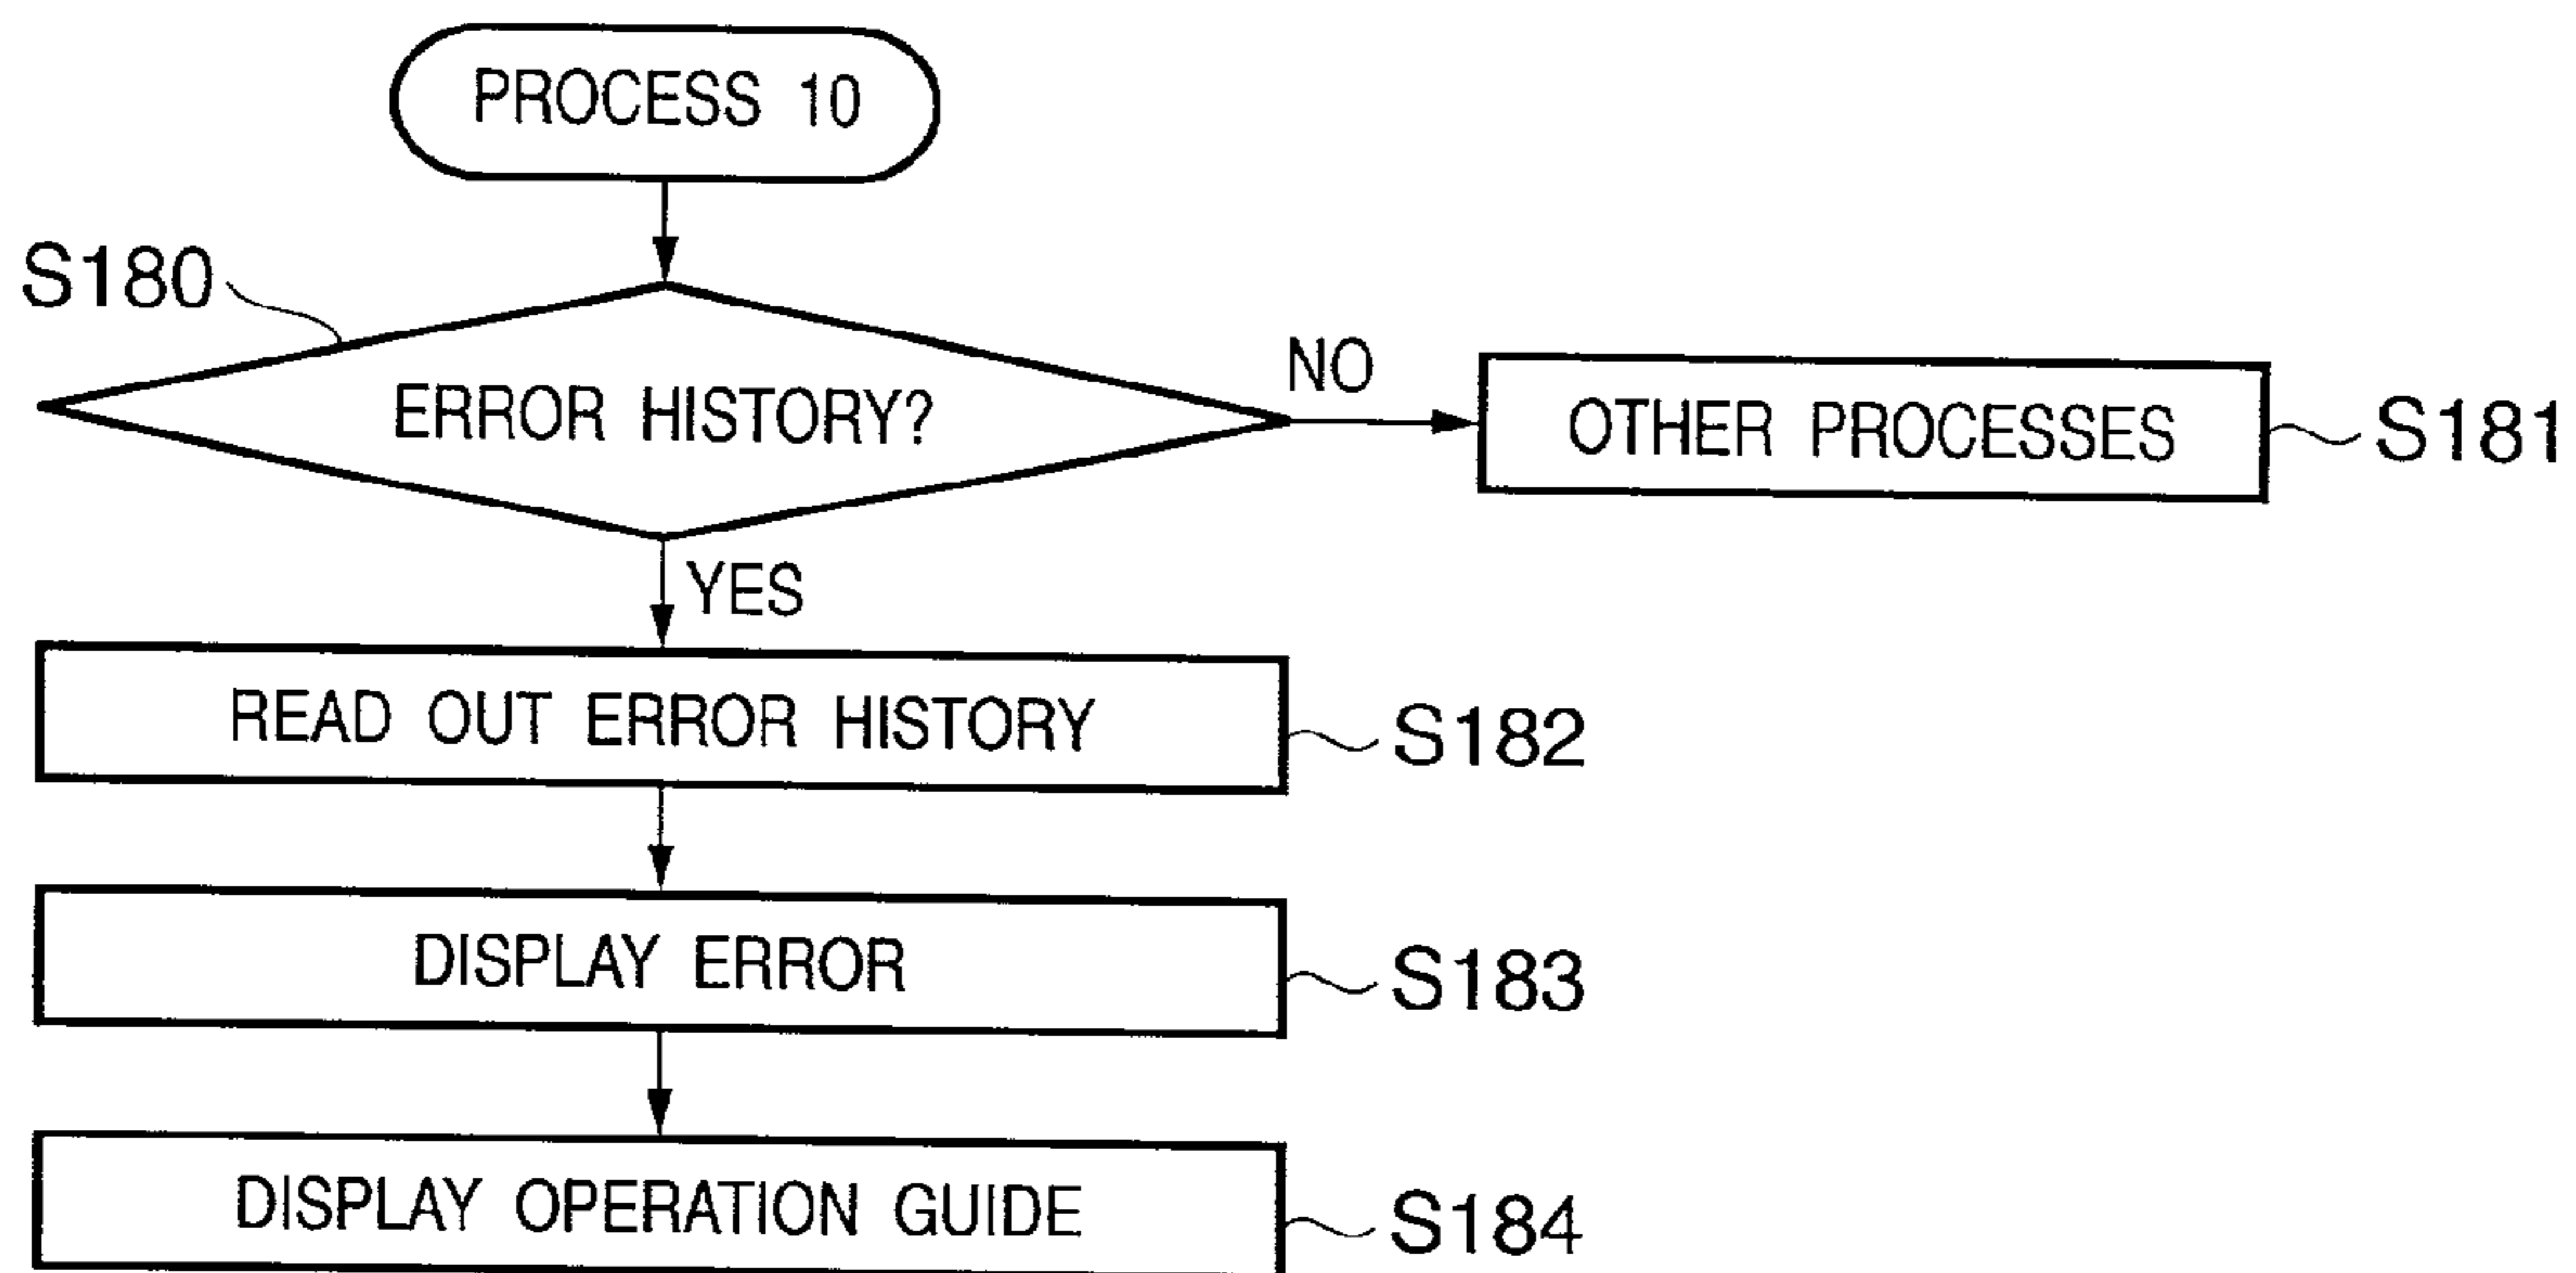 PROCESS 10
S180
ERROR HISTORY?
NO
OTHER PROCESSES
S181
YES
READ OUT ERROR HISTORY
S182
DISPLAY ERROR
S183
DISPLAY OPERATION GUIDE
S184